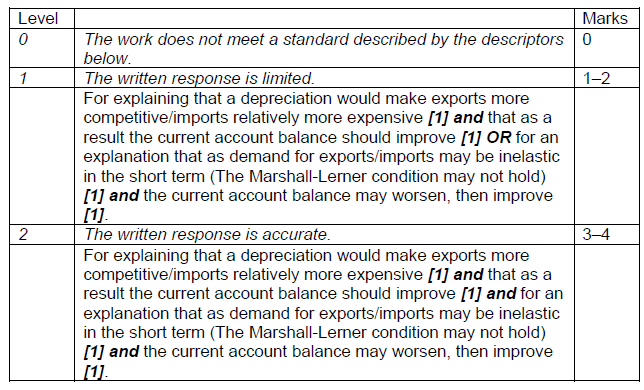 Level Marks
0 The work does not meet a standard described by the descriptors 0
below.
1 The written response is limited. 1–2
For explaining that a depreciation would make exports more
competitive/imports relatively more expensive [1] and that as a
result the current account balance should improve [1] OR for an
explanation that as demand for exports/imports may be inelastic
in the short term (The Marshall-Lerner condition may not hold)
[1] and the current account balance may worsen, then improve
[1].
2 The written response is accurate. 3–4
For explaining that a depreciation would make exports more
competitive/imports relatively more expensive [1] and that as a
result the current account balance should improve [1] and for an
explanation that as demand for exports/imports may be inelastic
in the short term (The Marshall-Lerner condition may not hold)
[1] and the current account balance may worsen, then improve
[1].